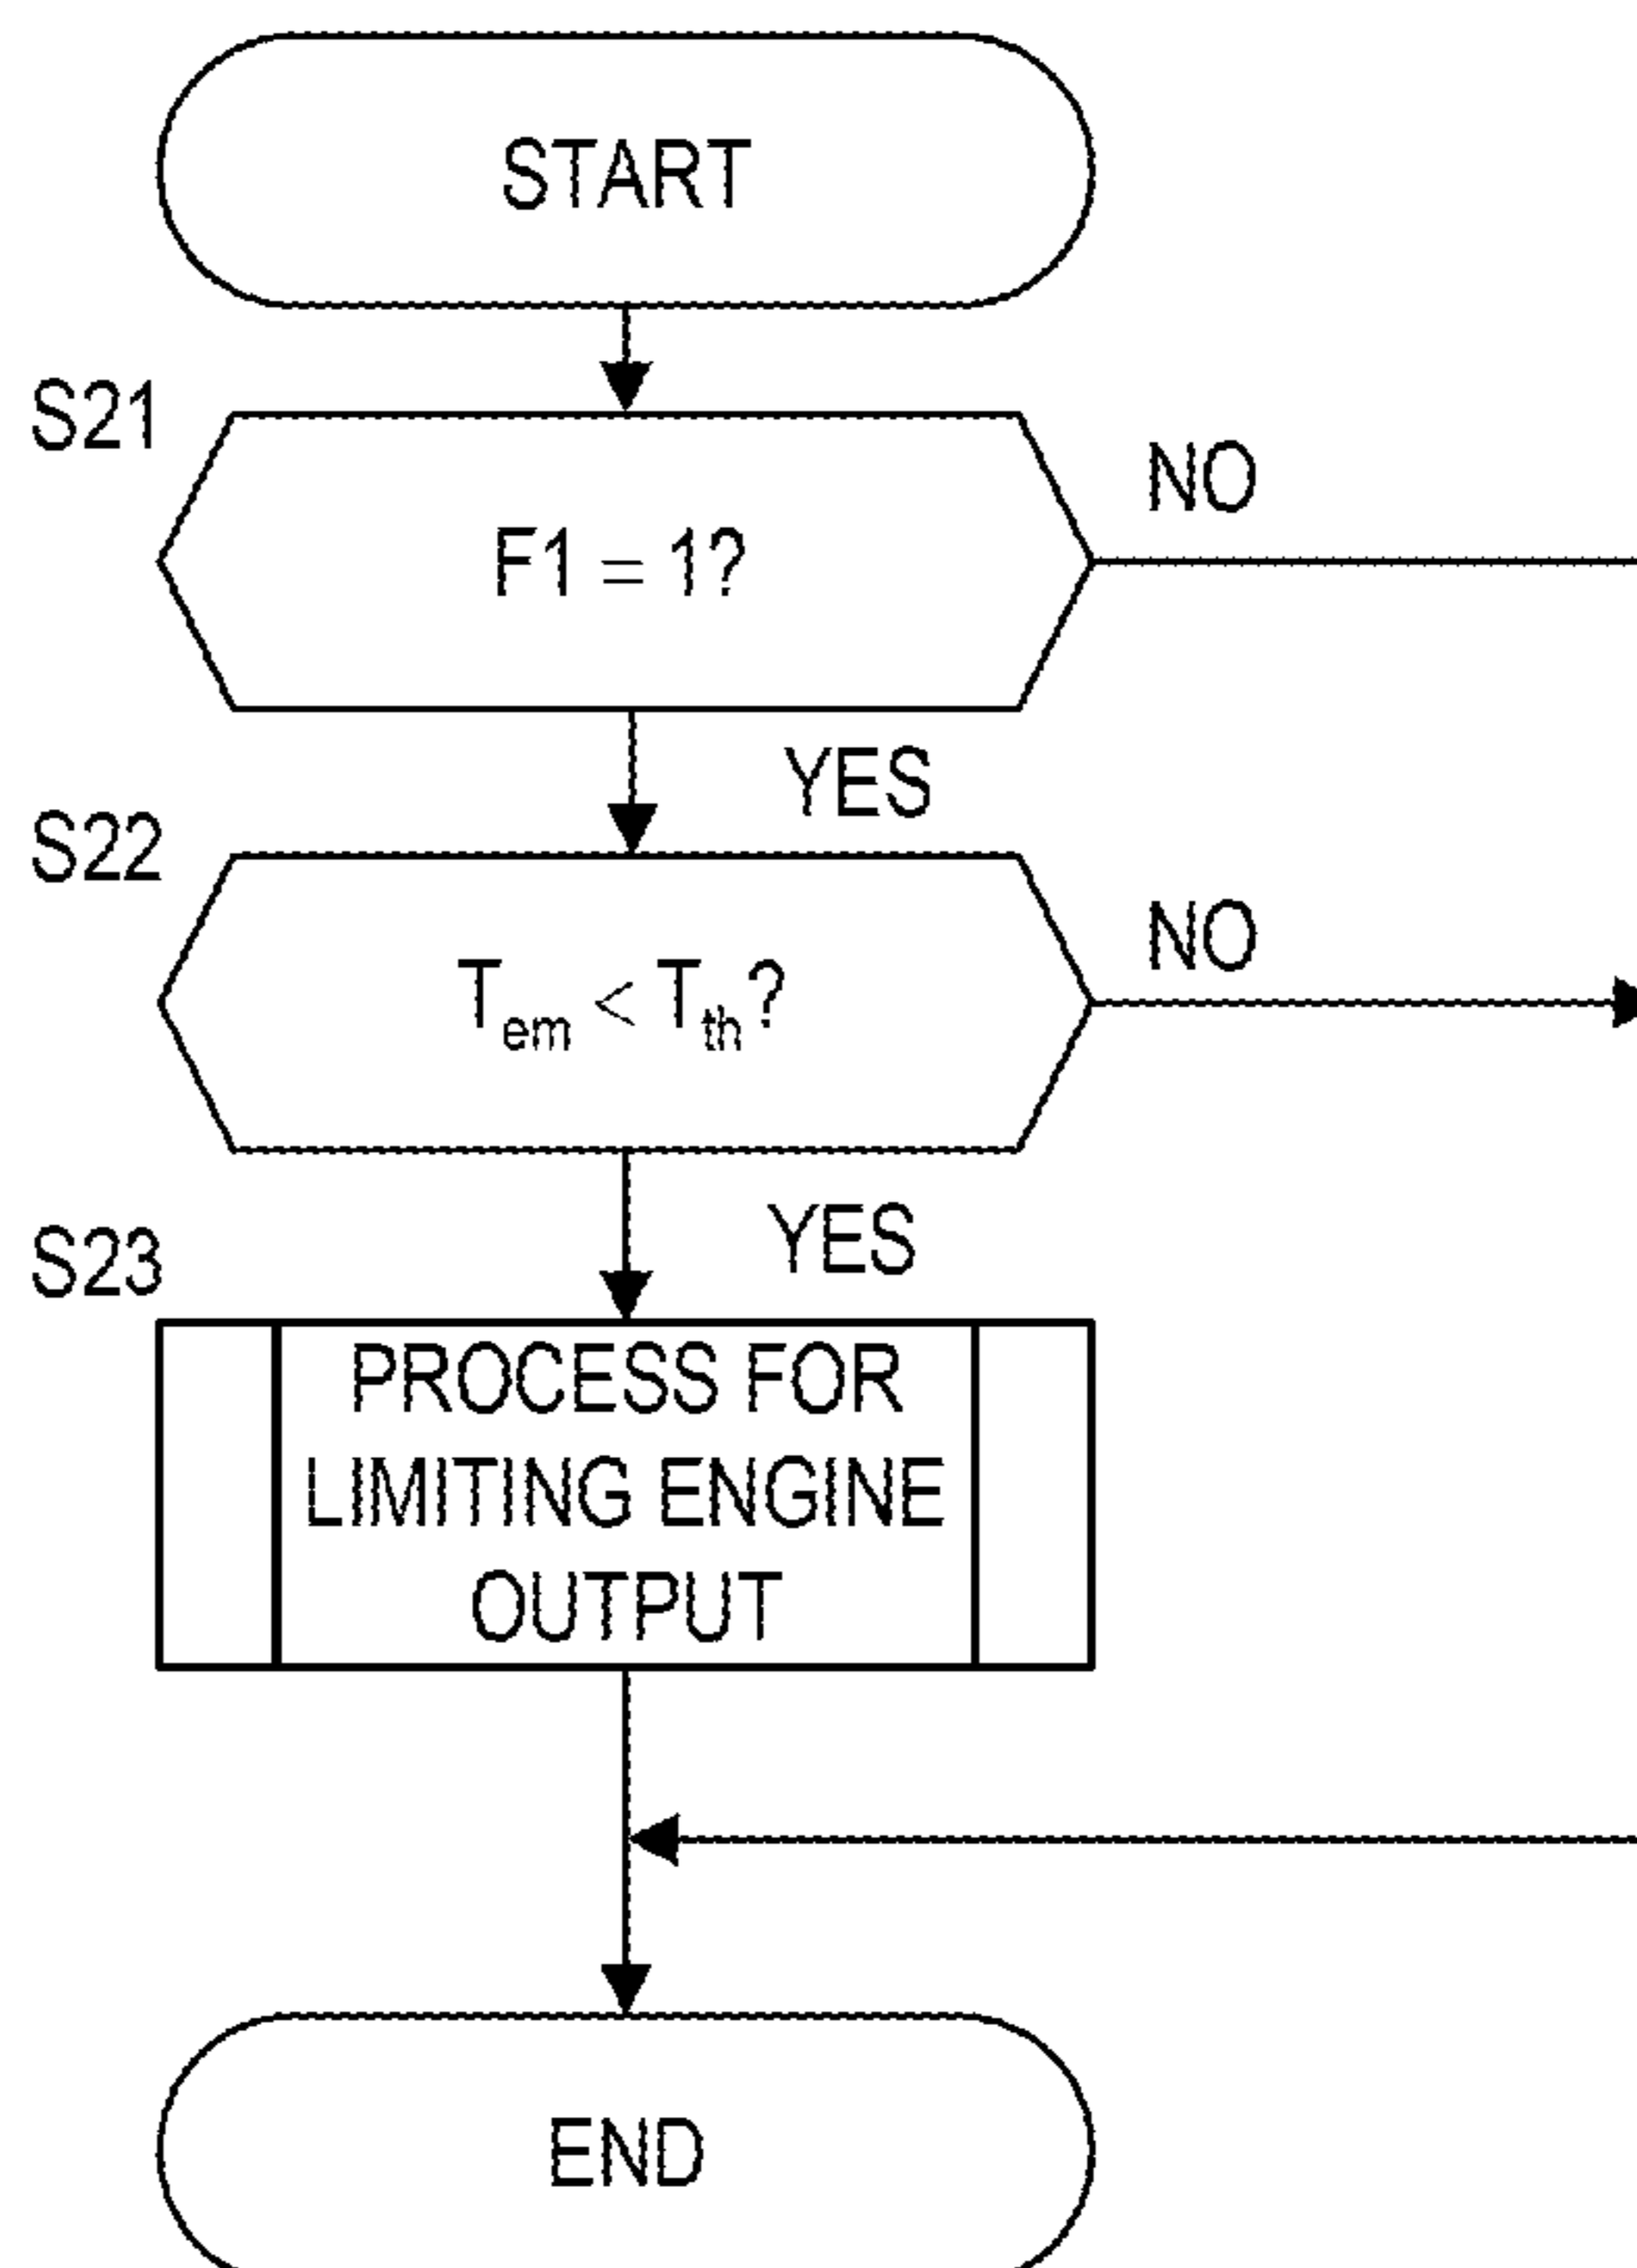 START
S21
F1 = 1?
NO
YES
S22
Tem < Tth?
NO
YES
S23
PROCESS FOR
LIMITING ENGINE
OUTPUT
END